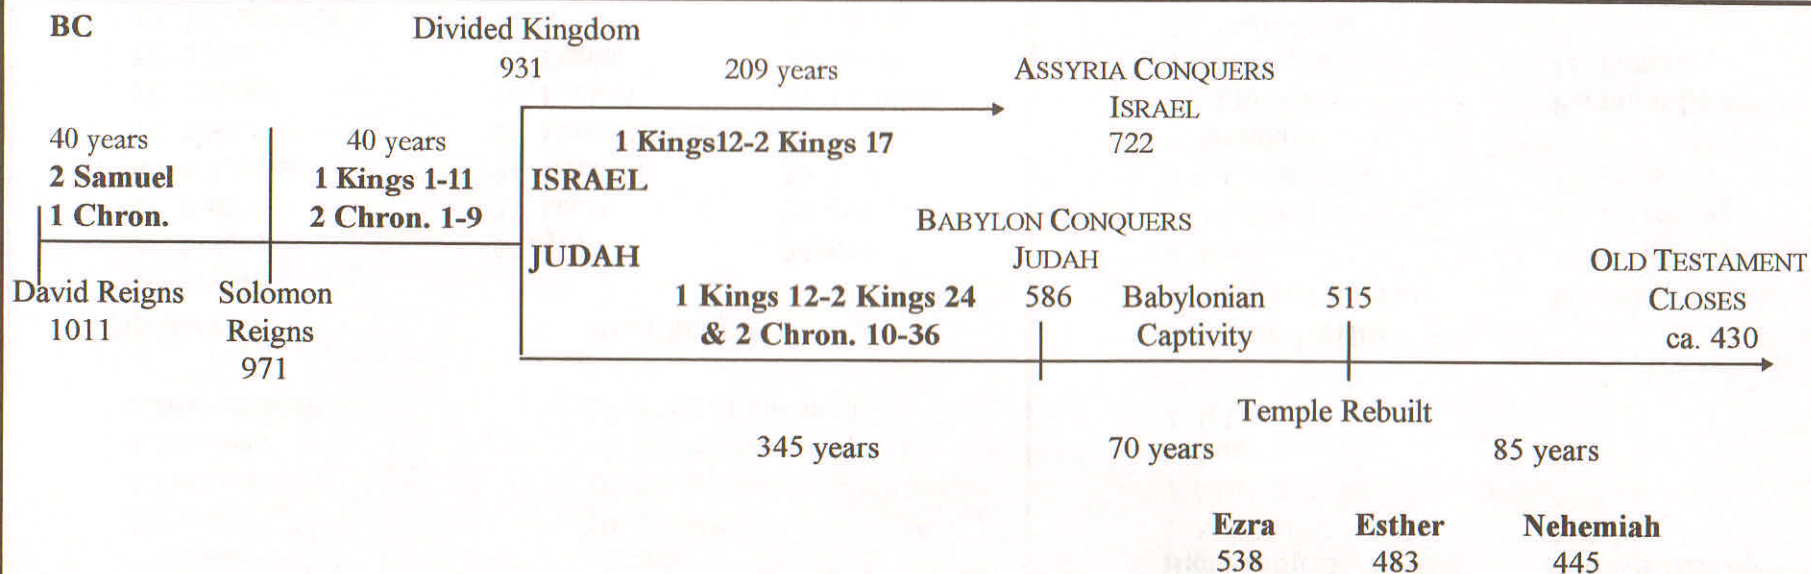 BC
Divided Kingdom
931
209 years
ASSYRIA CONQUERS
ISRAEL
722
40 years
2 Samuel
1 Chron.
40 years
1 Kings 1-11
2 Chron. 1-9
1 Kings12-2 Kings 17
ISRAEL
JUDAH
BABYLON CONQUERS
JUDAH
586
David Reigns
1011
Solomon
Reigns
971
1 Kings 12-2 Kings 24
& 2 Chron. 10-36
Babylonian
Captivity
515
OLD TESTAMENT
CLOSES
ca. 430
Temple Rebuilt
345 years
70 years
85 years
Ezra
538
Esther
483
Nehemiah
445